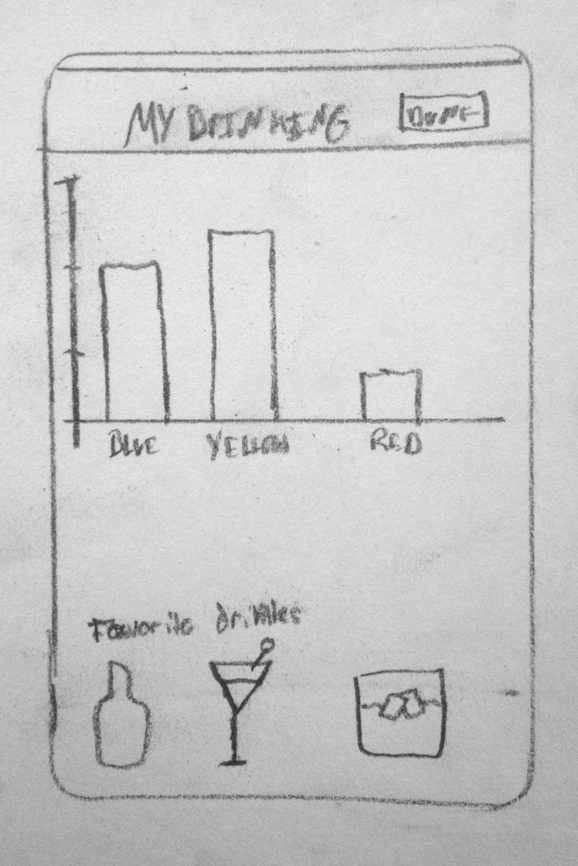 MY DRINKING
DONE
BLUE YELLOW RED
Favorite drinks